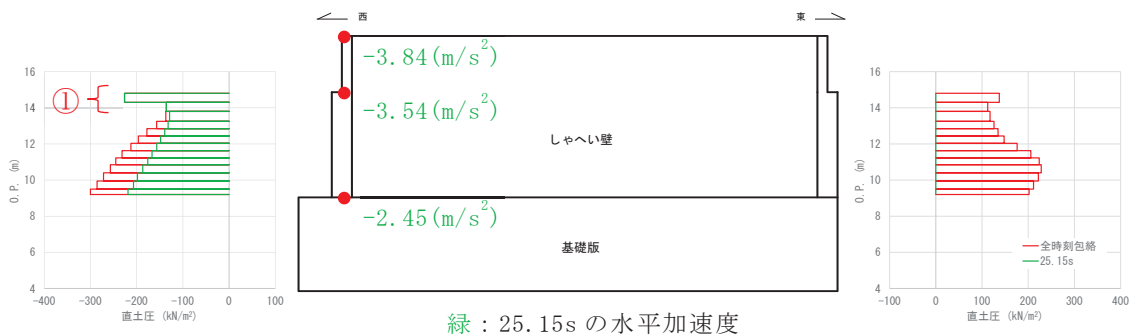 西
東
16
14
12
10
8
6
4
O.P. (m)
-400 -300 -200 -100 0 100
直土圧 (kN/m²)
①
-3.84(m/s²)
-3.54(m/s²)
しゃへい壁
-2.45(m/s²)
基礎版
緑：25.15sの水平加速度
16
14
12
10
8
6
4
O.P. (m)
全時刻包絡
25.15s
-100 0 100 200 300 400
直土圧 (kN/m²)